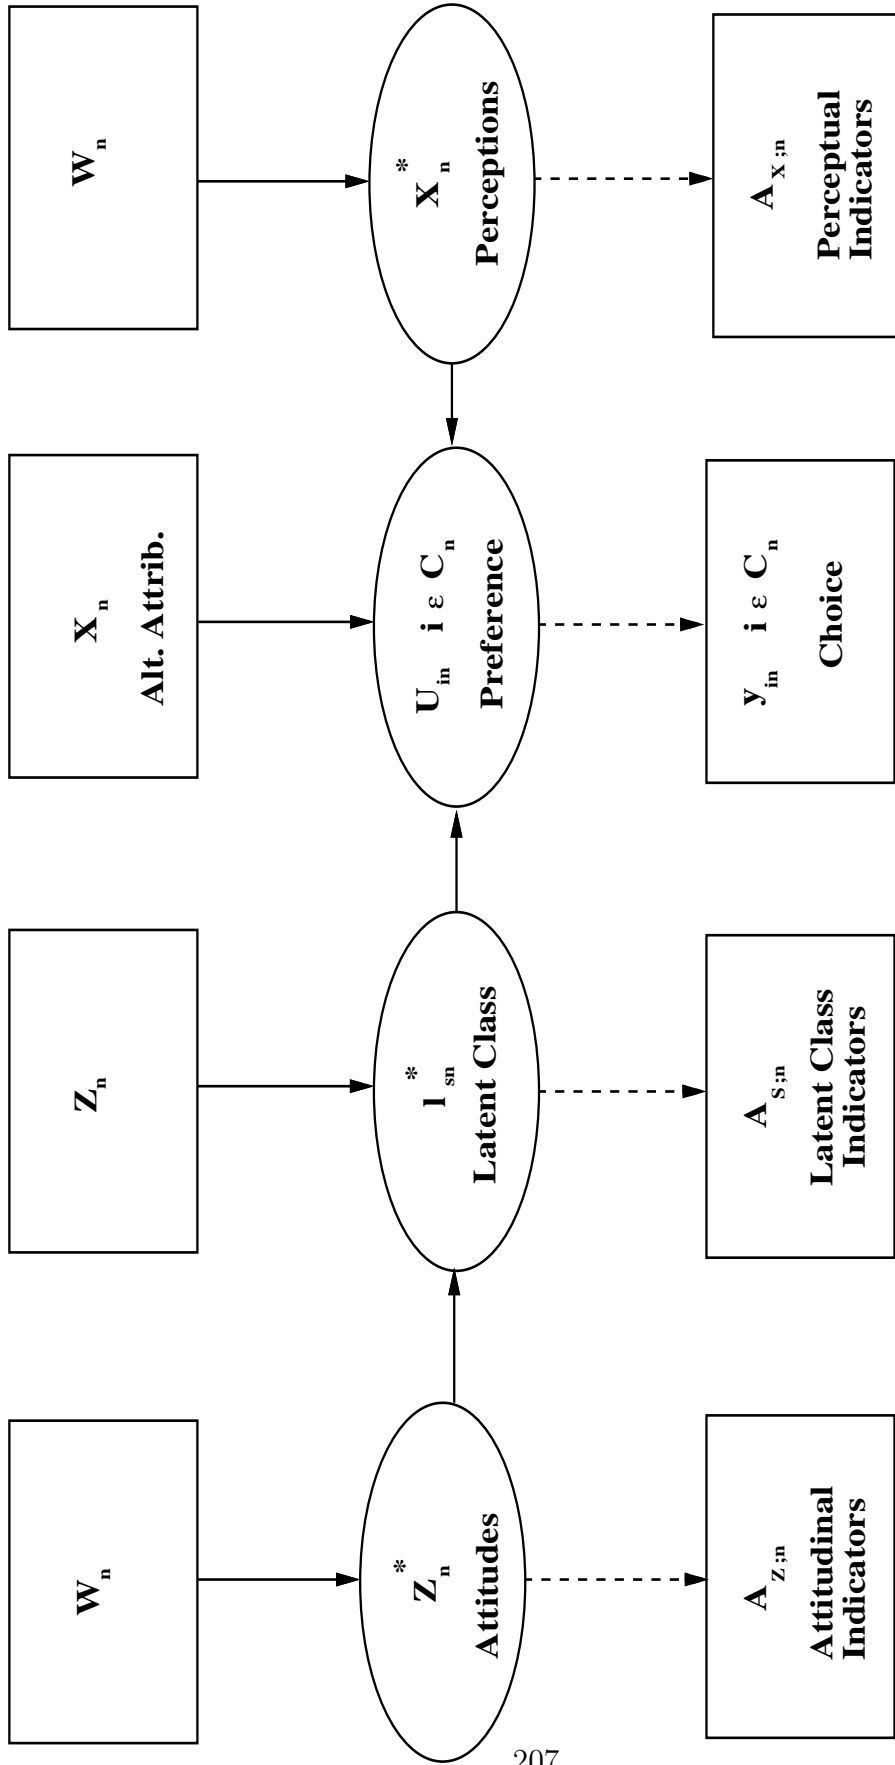 W n
Z n
X n
Alt. Attrib.
W n
Z n *
Attitudes
l sn *
Latent Class
U in i ε C n
Preference
X n *
Perceptions
A Z;n
Attitudinal
Indicators
A S;n
Latent Class
Indicators
y in i ε C n
Choice
A X;n
Perceptual
Indicators
207